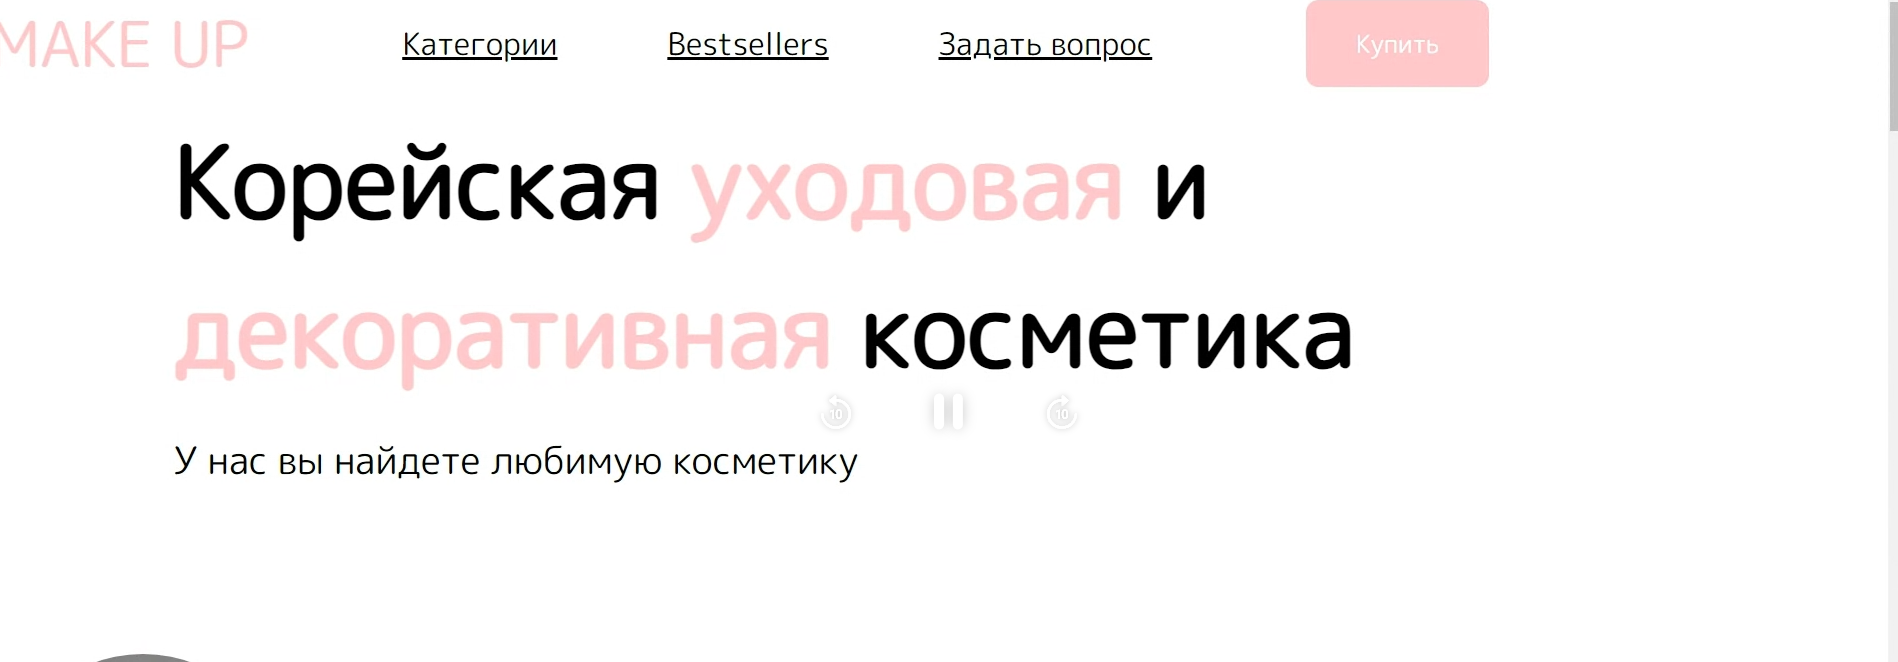 MAKE UP
Категории
Bestsellers
Задать вопрос
Купить
Корейская уходовая и
декоративная косметика
10
10
У нас вы найдете любимую косметику